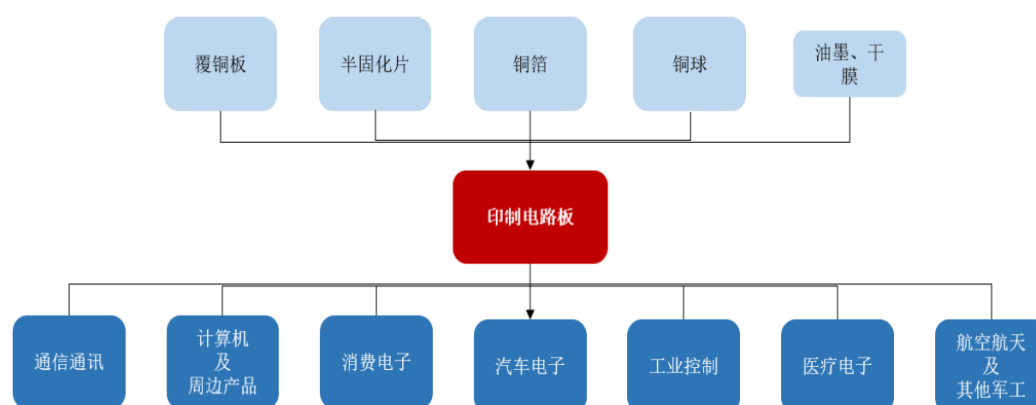 覆铜板
半固化片
铜箔
铜球
油墨、干
膜
印制电路板
通信通讯
计算机
及
周边产品
消费电子
汽车电子
工业控制
医疗电子
航空航天
及
其他军工